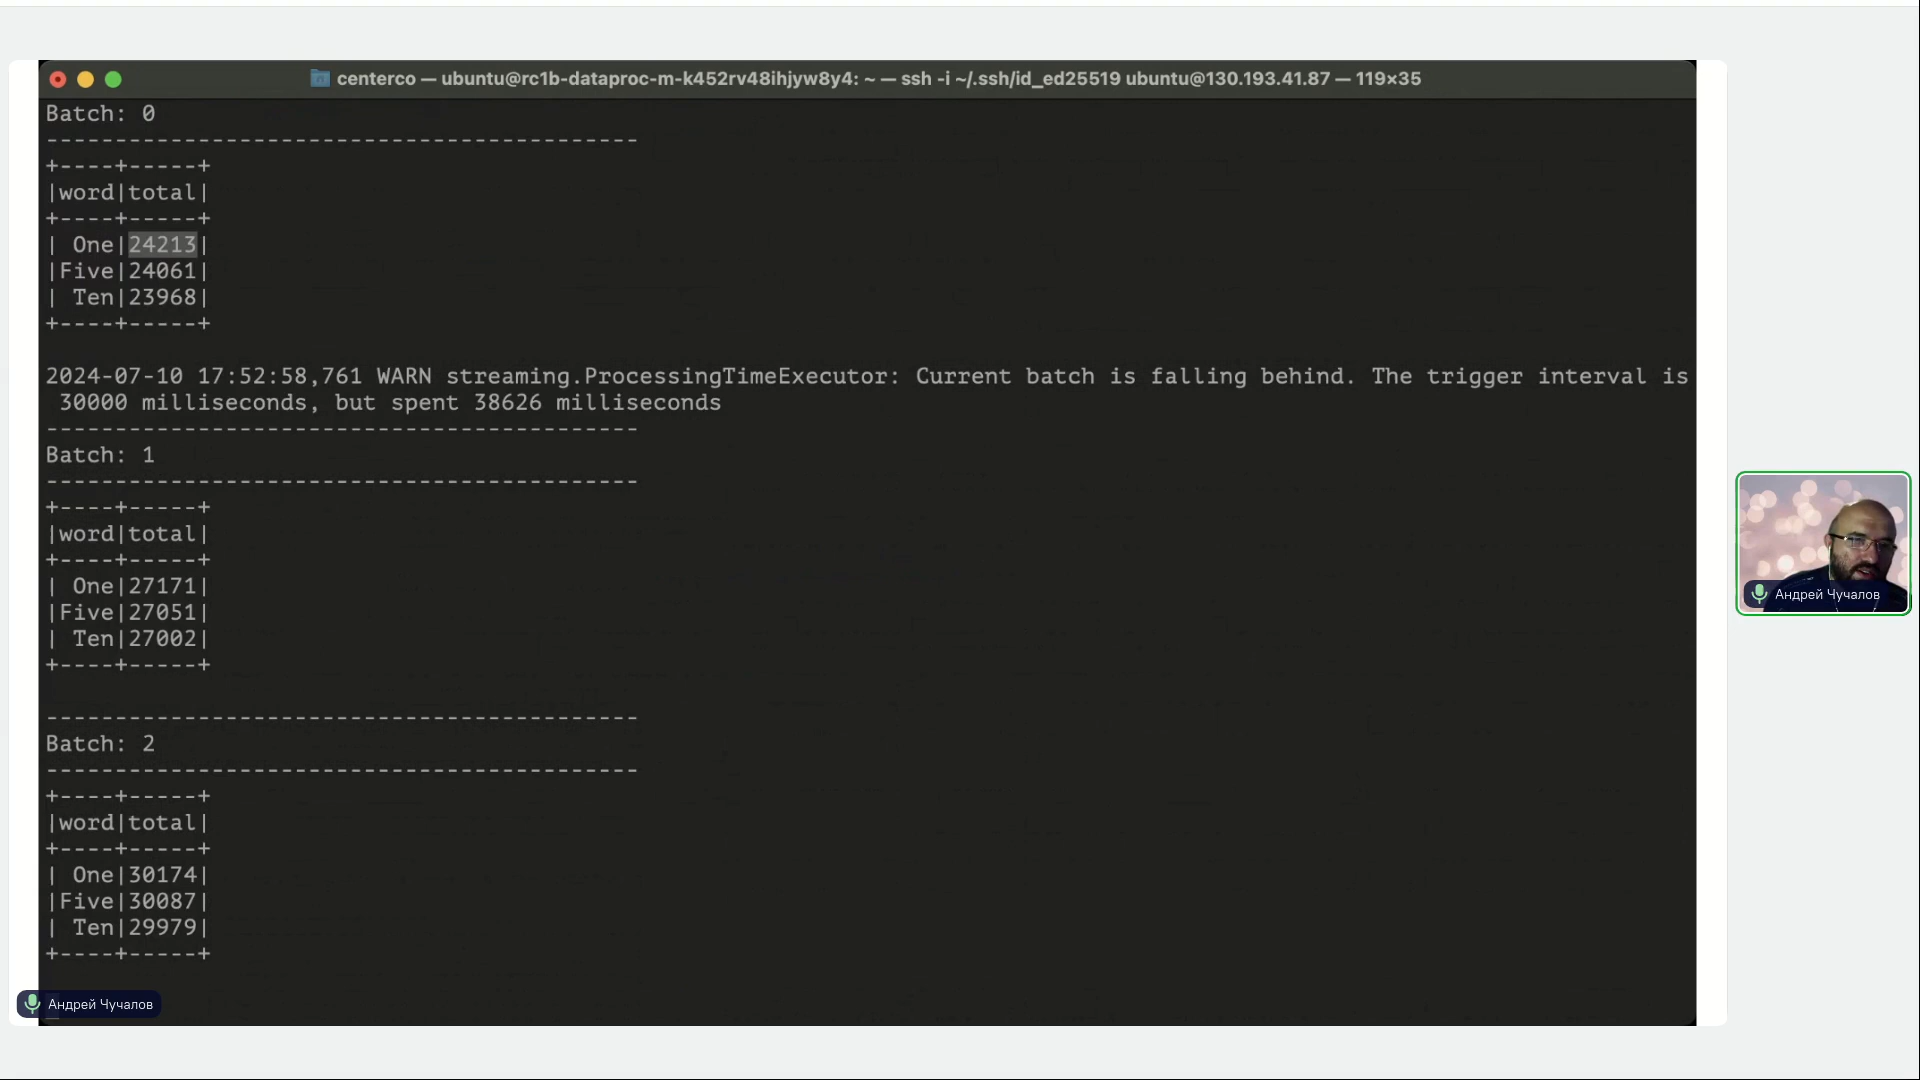 centerco — ubuntu@rc1b-dataproc-m-k452rv48ihjyw8y4: ~ — ssh -i ~/.ssh/id_ed25519 ubuntu@130.193.41.87 — 119×35
Batch: 0
-------------------------------------------
+----+-----+
|word|total|
+----+-----+
| One|24213|
|Five|24061|
| Ten|23968|
+----+-----+
2024-07-10 17:52:58,761 WARN streaming.ProcessingTimeExecutor: Current batch is falling behind. The trigger interval is
30000 milliseconds, but spent 38626 milliseconds
-------------------------------------------
Batch: 1
-------------------------------------------
+----+-----+
|word|total|
+----+-----+
| One|27171|
|Five|27051|
| Ten|27002|
+----+-----+
-------------------------------------------
Batch: 2
-------------------------------------------
+----+-----+
|word|total|
+----+-----+
| One|30174|
|Five|30087|
| Ten|29979|
+----+-----+
Андрей Чучалов
Андрей Чучалов